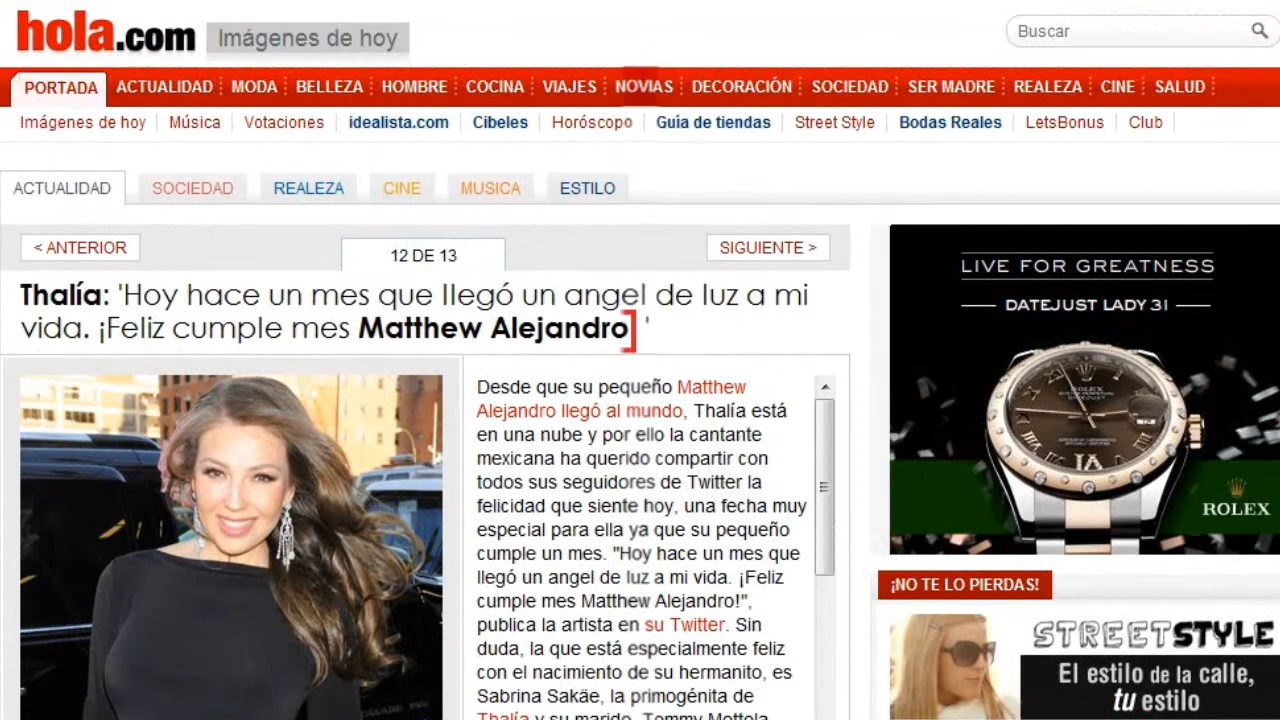 hola.com Imágenes de hoy
Buscar
PORTADA ACTUALIDAD MODA BELLEZA HOMBRE COCINA VIAJES NOVIAS DECORACIÓN SOCIEDAD SER MADRE REALEZA CINE SALUD
Imágenes de hoy Música Votaciones idealista.com Cibeles Horóscopo Guía de tiendas Street Style Bodas Reales LetsBonus Club
ACTUALIDAD SOCIEDAD REALEZA CINE MUSICA ESTILO
< ANTERIOR
12 DE 13
SIGUIENTE >
Thalía: 'Hoy hace un mes que llegó un angel de luz a mi
vida. ¡Feliz cumple mes Matthew Alejandro '
Desde que su pequeño Matthew
Alejandro llegó al mundo, Thalía está
en una nube y por ello la cantante
mexicana ha querido compartir con
todos sus seguidores de Twitter la
felicidad que siente hoy, una fecha muy
especial para ella ya que su pequeño
cumple un mes. "Hoy hace un mes que
llegó un angel de luz a mi vida. ¡Feliz
cumple mes Matthew Alejandro!",
publica la artista en su Twitter. Sin
duda, la que está especialmente feliz
con el nacimiento de su hermanito, es
Sabrina Sakäe, la primogénita de
Thalía y su marido, Tommy Mottola
LIVE FOR GREATNESS
DATEJUST LADY 31
ROLEX
ROLEX
¡NO TE LO PIERDAS!
STREETSTYLE
El estilo de la calle,
tu estilo